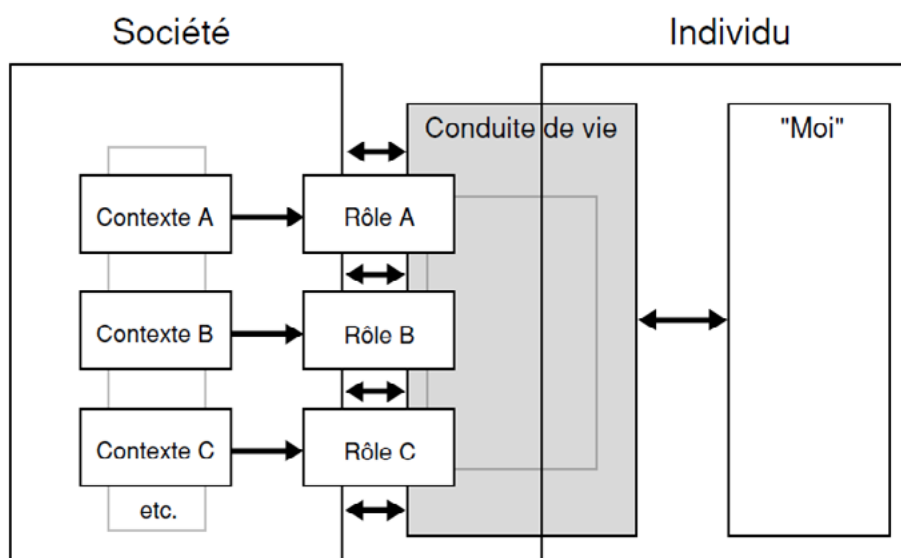 Société
Individu
Conduite de vie
"Moi"
Contexte A
Rôle A
Contexte B
Rôle B
Contexte C
Rôle C
etc.